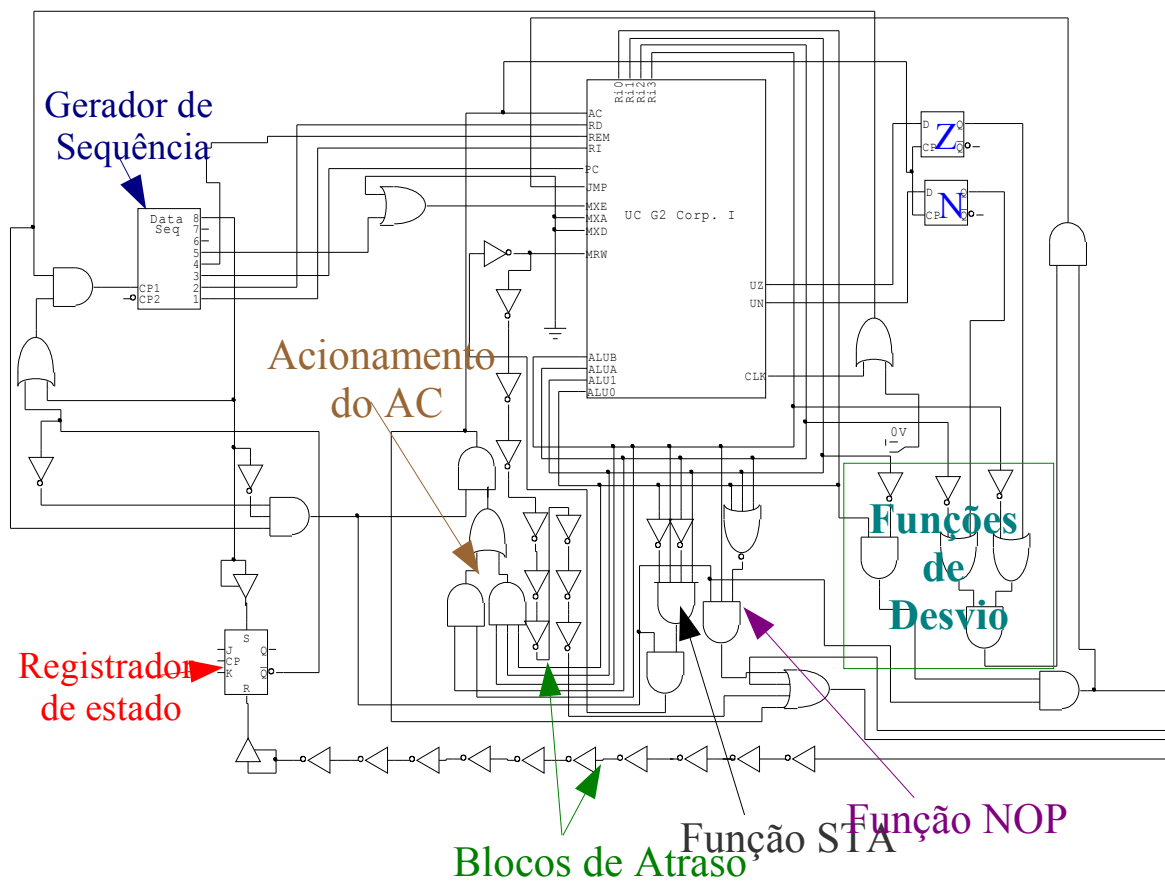 Gerador de
Sequência
Data
Seq
8
7
6
5
4
3
2
1
CP1
CP2
Ri0
Ri1
Ri2
Ri3
AC
RD
REM
RI
PC
JMP
MXE
MXA
MXD
MRW
UC G2 Corp. I
UZ
UN
CLK
ALUB
ALUA
ALU1
ALU0
D
Q
CP
Q
Z
D
Q
CP
Q
N
0V
Acionamento
do AC
Funções
de
Desvio
S
J
Q
CP
K
Q
R
Registrador
de estado
Função NOP
Função STA
Blocos de Atraso